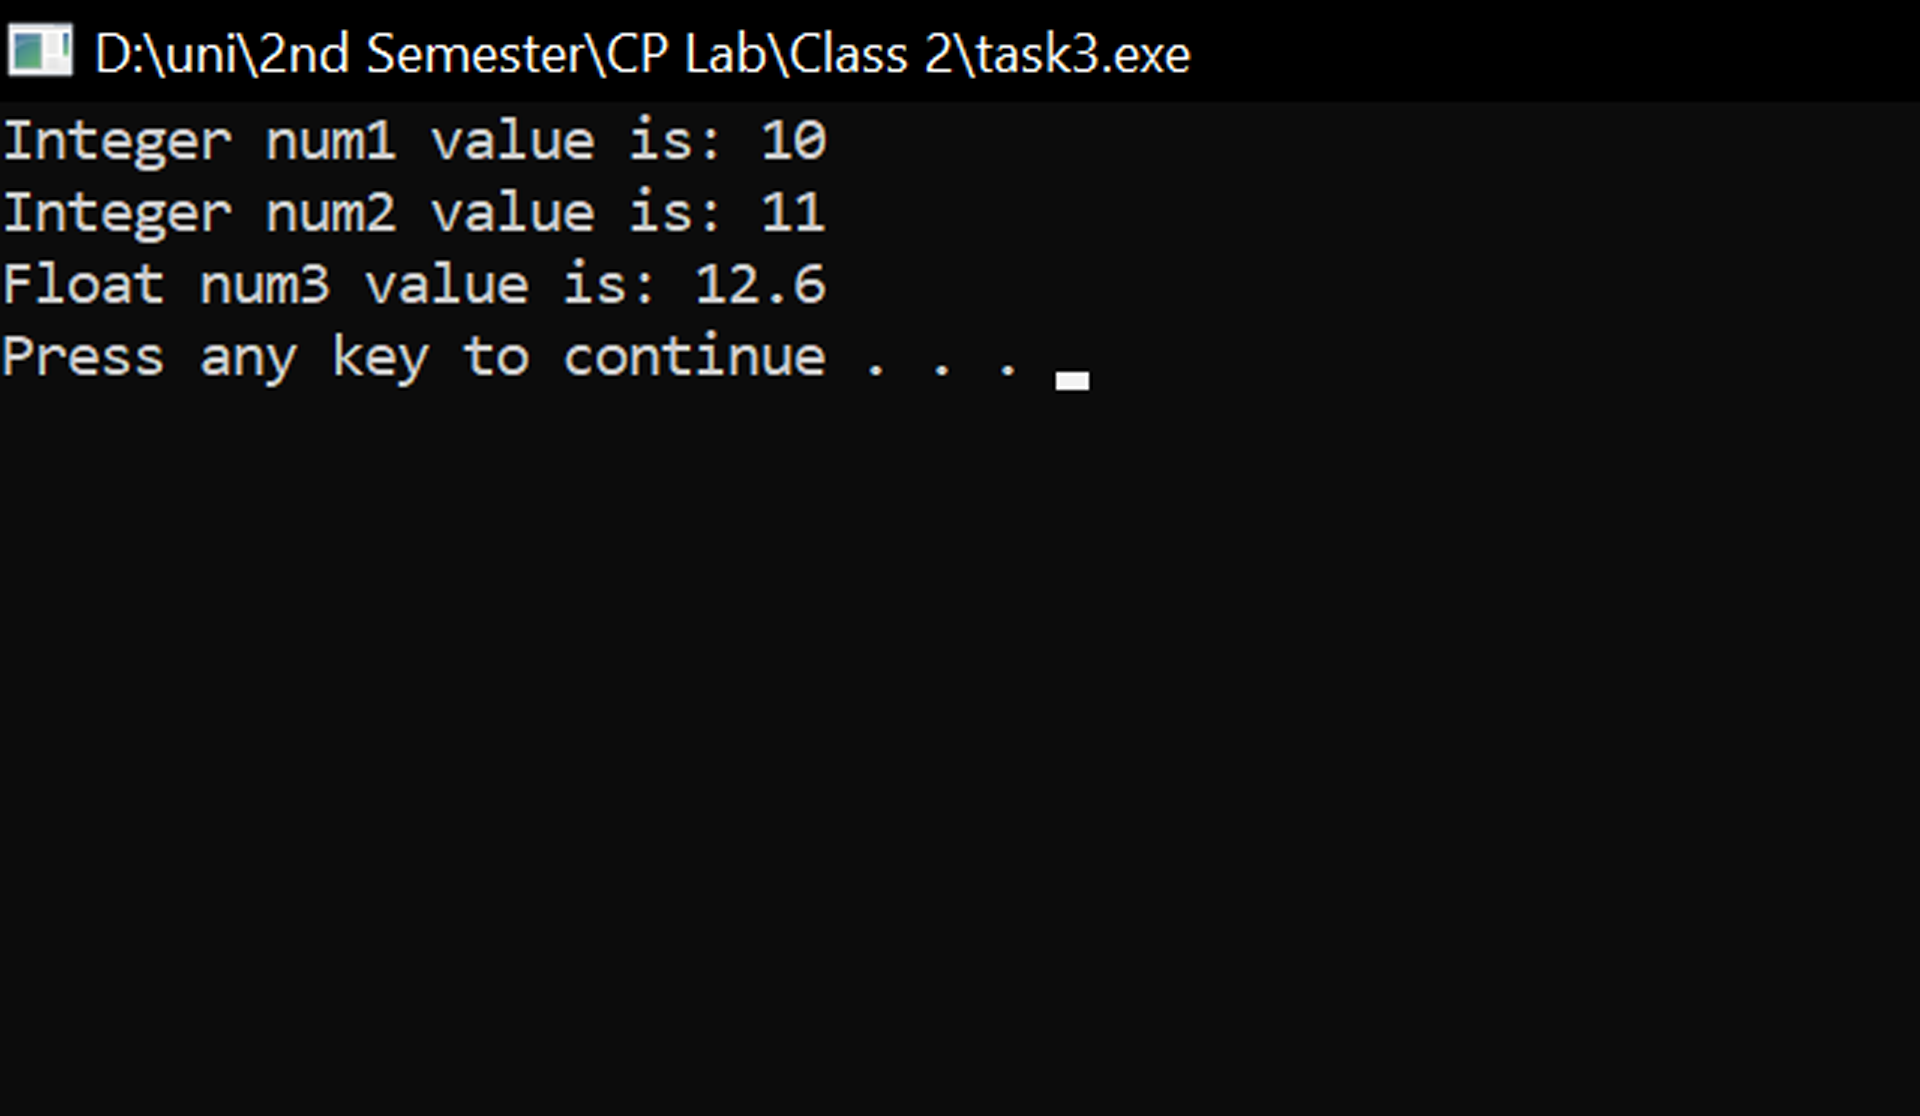 D:\uni\2nd Semester\CP Lab\Class 2\task3.exe
Integer num1 value is: 10
Integer num2 value is: 11
Float num3 value is: 12.6
Press any key to continue . . .